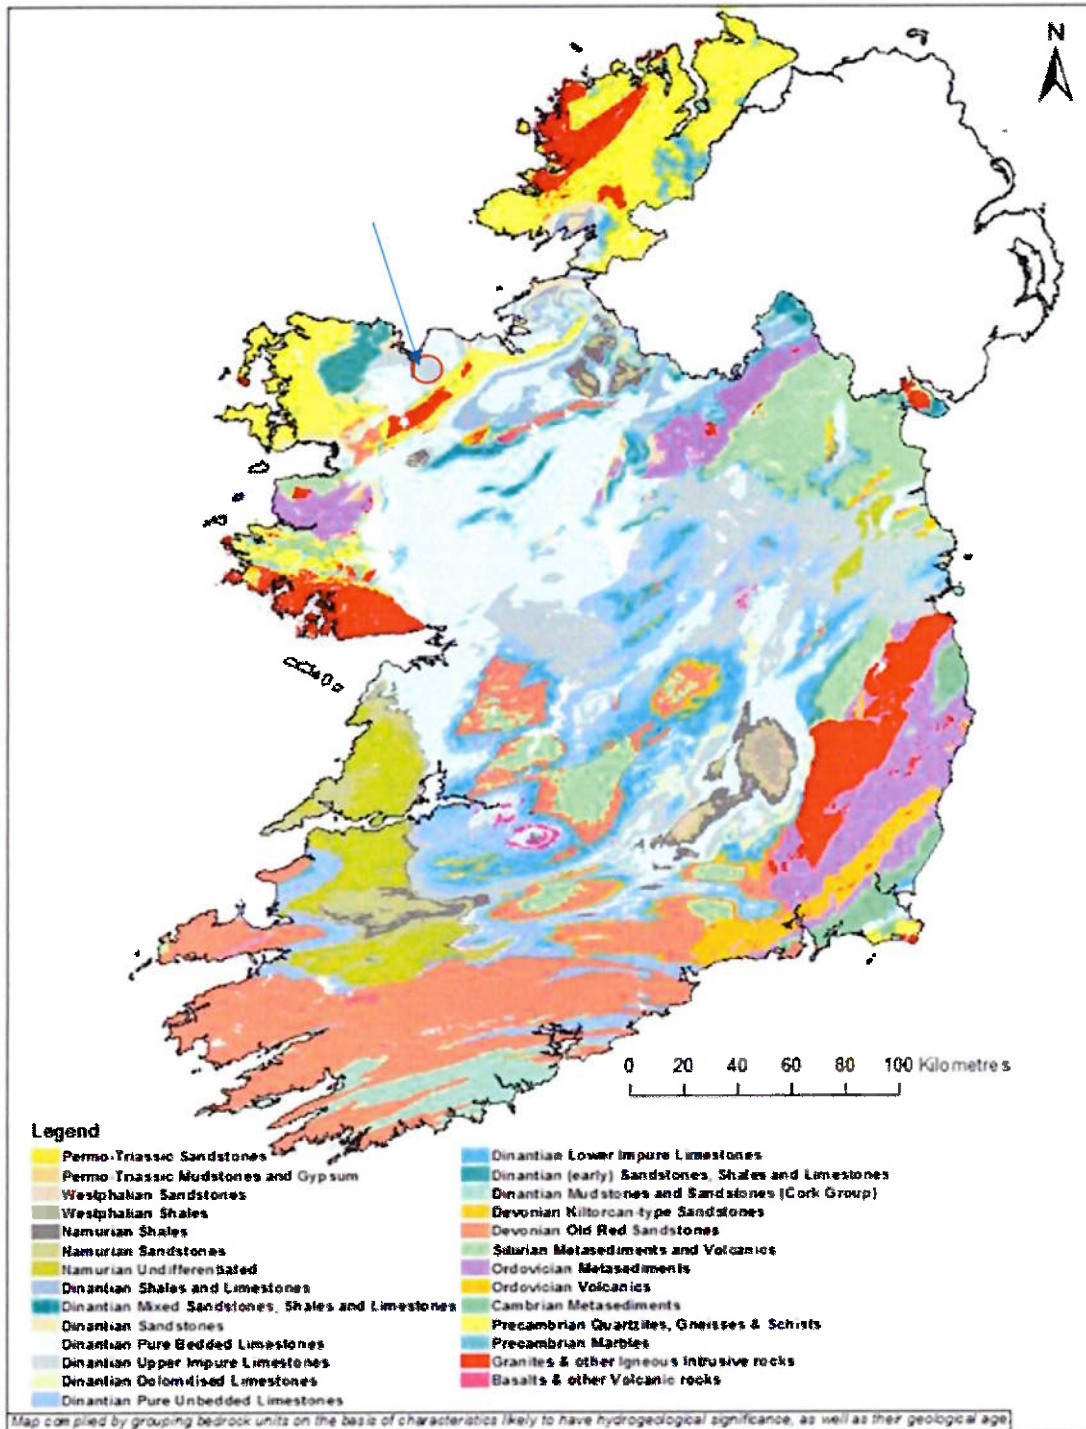 N
0 20 40 60 80 100 Kilometres
Legend
Permo-Triassic Sandstones
Permo-Triassic Mudstones and Gypsum
Westphalian Sandstones
Westphalian Shales
Namurian Shales
Namurian Sandstones
Namurian Undifferentiated
Dinantian Shales and Limestones
Dinantian Mixed Sandstones, Shales and Limestones
Dinantian Sandstones
Dinantian Pure Bedded Limestones
Dinantian Upper Impure Limestones
Dinantian Dolomitised Limestones
Dinantian Pure Unbedded Limestones
Dinantian Lower Impure Limestones
Dinantian (early) Sandstones, Shales and Limestones
Dinantian Mudstones and Sandstones (Cork Group)
Devonian Kiltorcan-type Sandstones
Devonian Old Red Sandstones
Silurian Metasediments and Volcanics
Ordovician Metasediments
Ordovician Volcanics
Cambrian Metasediments
Precambrian Quartzites, Gneisses & Schists
Precambrian Marbles
Granites & other Igneous Intrusive rocks
Basalts & other Volcanic rocks
Map compiled by grouping bedrock units on the basis of characteristics likely to have hydrogeological significance, as well as their geological age